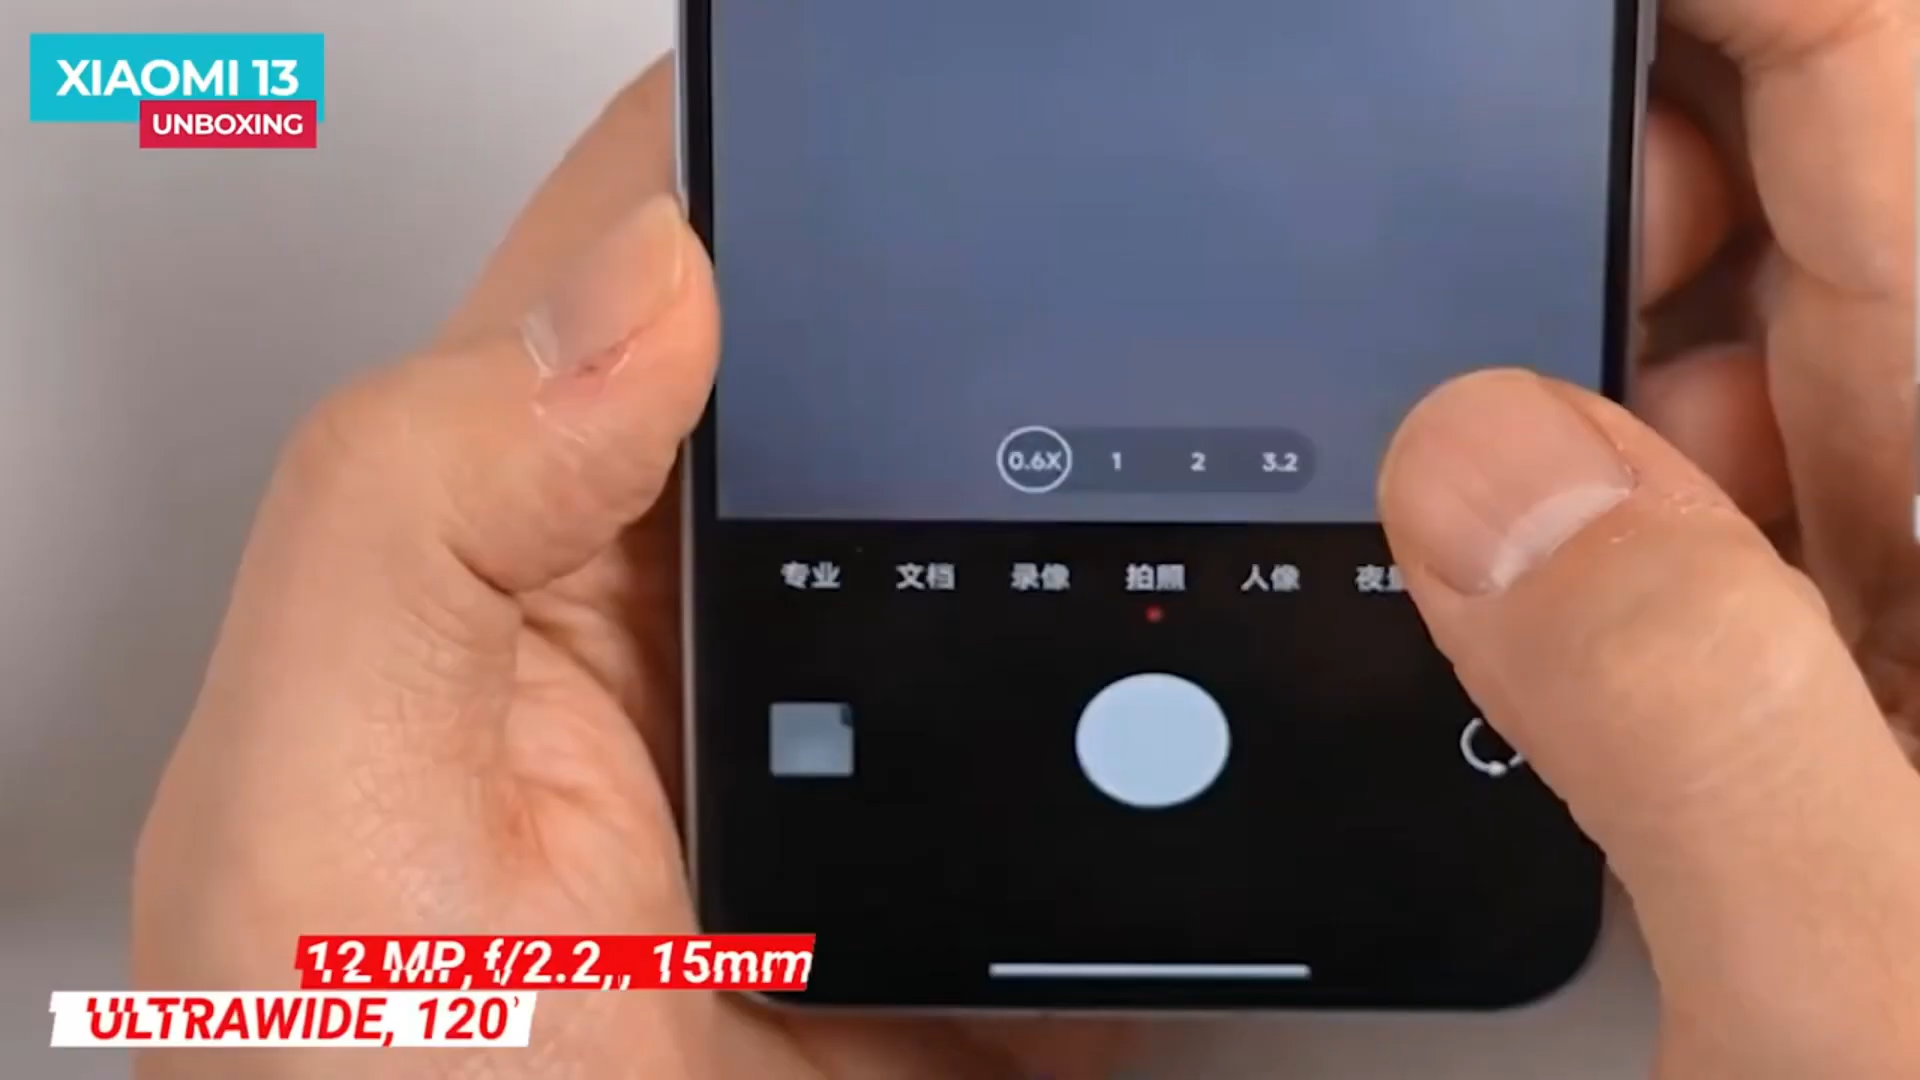 XIAOMI 13
UNBOXING
0.6X 1 2 3.2
专业 文档 录像 拍照 人像
12 MP, f/2.2,, 15mm
ULTRAWIDE, 120°